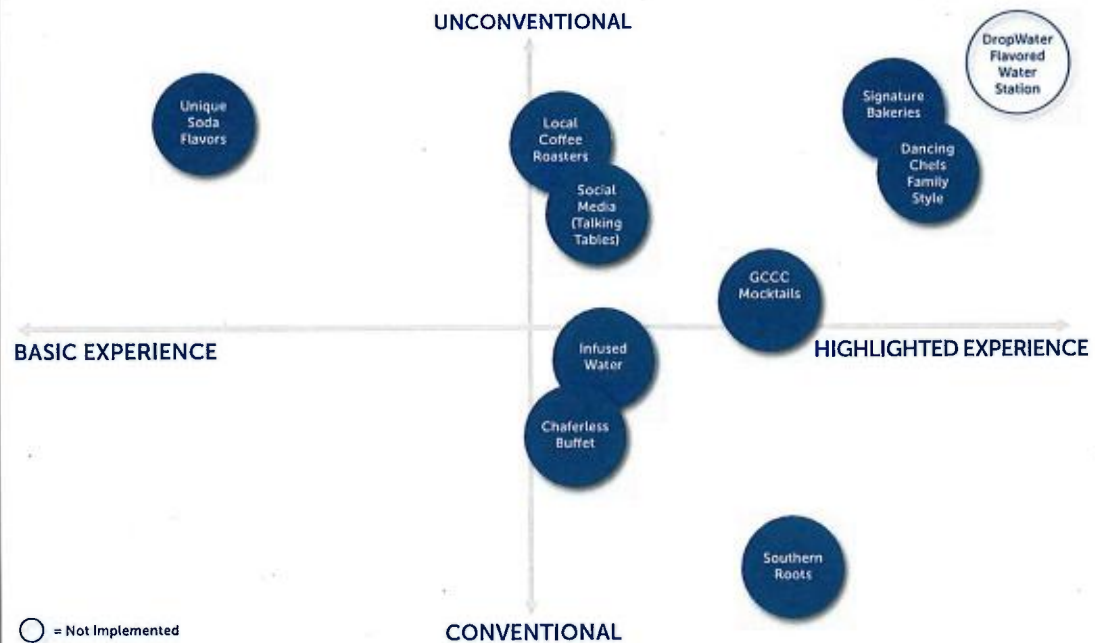 UNCONVENTIONAL
DropWater
Flavored
Water
Station
Unique
Soda
Flavors
Local
Coffee
Roasters
Signature
Bakeries
Dancing
Chefs
Family
Style
Social
Media
(Talking
Tables)
GCCC
Mocktails
BASIC EXPERIENCE
HIGHLIGHTED EXPERIENCE
Infused
Water
Chaferless
Buffet
Southern
Roots
= Not Implemented
CONVENTIONAL